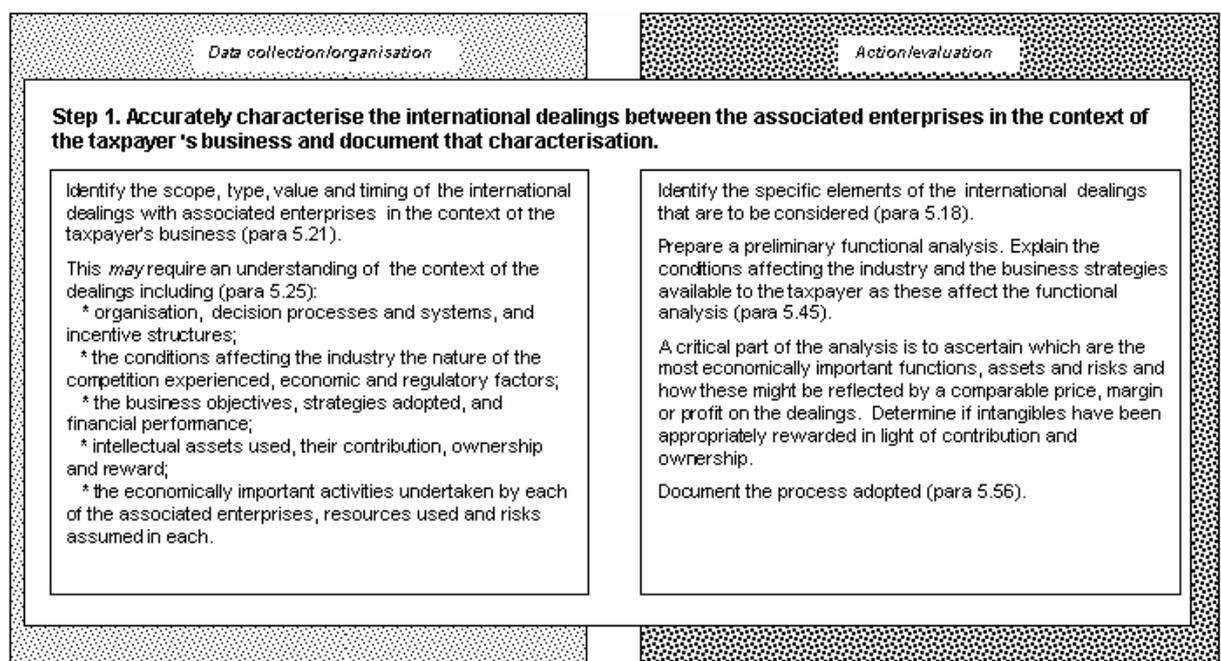 Data collection/organisation
Action/evaluation
Step 1. Accurately characterise the international dealings between the associated enterprises in the context of
the taxpayer 's business and document that characterisation.
Identify the scope, type, value and timing of the international
dealings with associated enterprises in the context of the
taxpayer's business (para 5.21).
This may require an understanding of the context of the
dealings including (para 5.25):
* organisation, decision processes and systems, and
incentive structures;
* the conditions affecting the industry the nature of the
competition experienced, economic and regulatory factors;
* the business objectives, strategies adopted, and
financial performance;
* intellectual assets used, their contribution, ownership
and reward;
* the economically important activities undertaken by each
of the associated enterprises, resources used and risks
assumed in each.
Identify the specific elements of the international dealings
that are to be considered (para 5.18).
Prepare a preliminary functional analysis. Explain the
conditions affecting the industry and the business strategies
available to the taxpayer as these affect the functional
analysis (para 5.45).
A critical part of the analysis is to ascertain which are the
most economically important functions, assets and risks and
how these might be reflected by a comparable price, margin
or profit on the dealings. Determine if intangibles have been
appropriately rewarded in light of contribution and
ownership.
Document the process adopted (para 5.56).